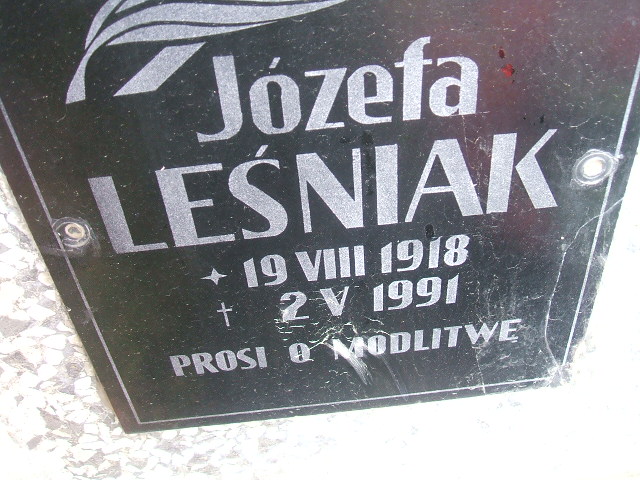 Józefa
LEŚNIAK
✦ 19 VIII 1918
† 2 V 1991
PROSI O MODLITWE